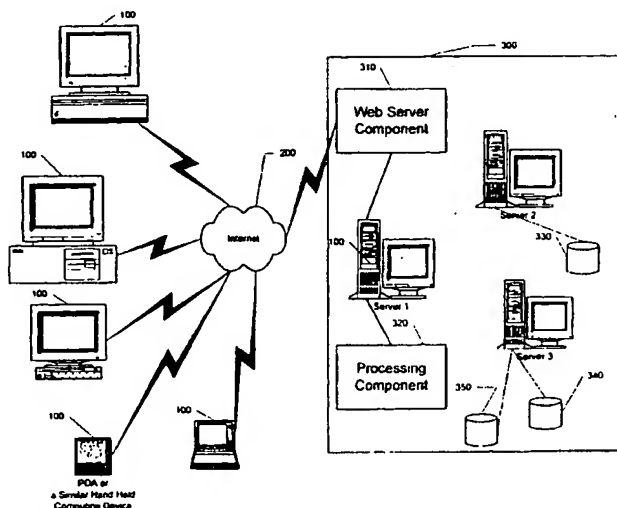 100
300
310
Web Server
Component
100
200
Internet
100
Server 2
330
100
Server 1
320
Server 3
Processing
Component
350
340
100
100
PDA or
a Similar Hand Held
Computing Device